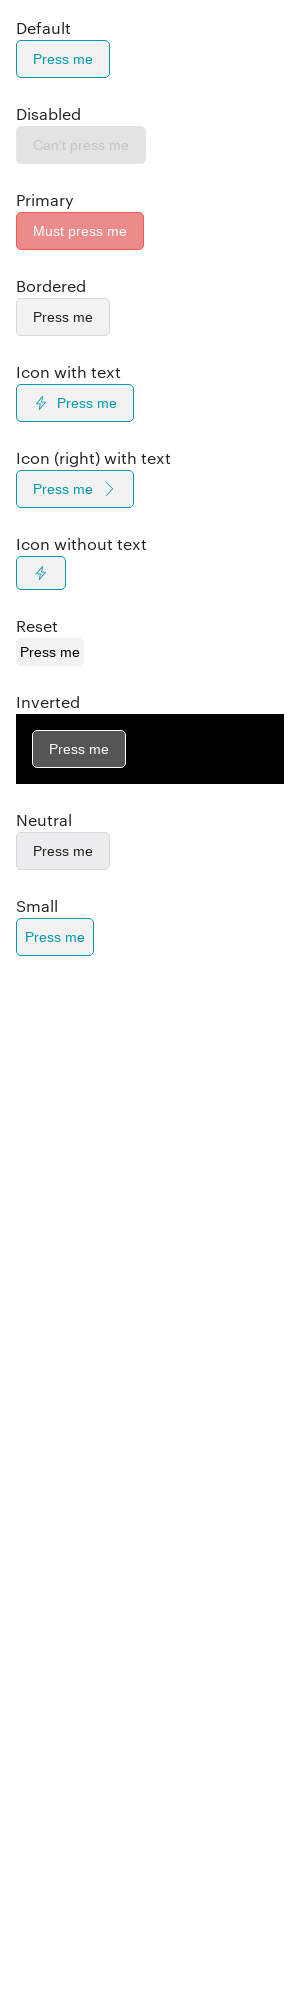 Default
Press me
Disabled
Can't press me
Primary
Must press me
Bordered
Press me
Icon with text
Press me
Icon (right) with text
Press me
Icon without text
Reset
Press me
Inverted
Press me
Neutral
Press me
Small
Press me